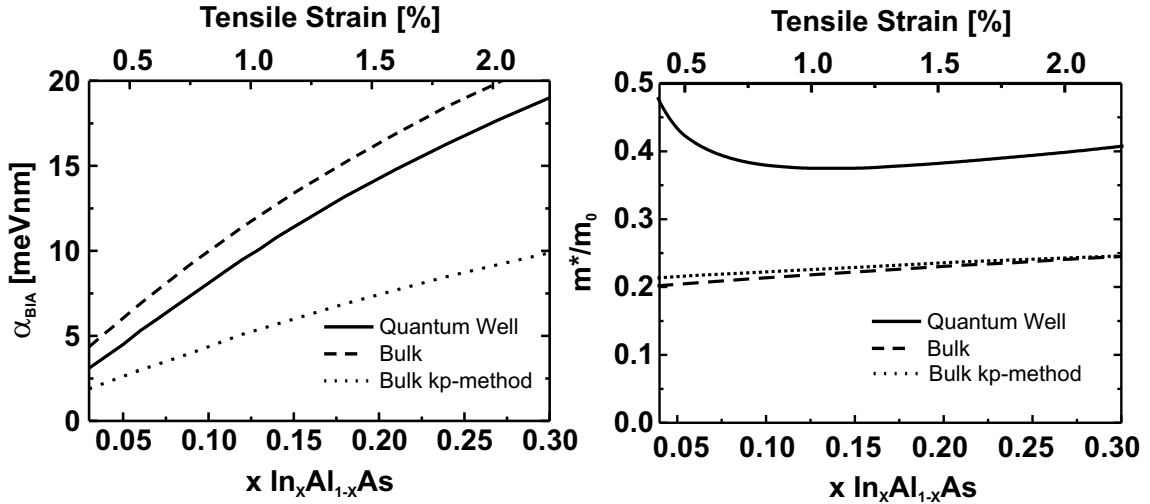 Tensile Strain [%]
0.5 1.0 1.5 2.0
20
15
10
5
0
α_BIA [meVnm]
Quantum Well
Bulk
Bulk kp-method
0.05 0.10 0.15 0.20 0.25 0.30
x In_xAl_1-xAs
Tensile Strain [%]
0.5 1.0 1.5 2.0
0.5
0.4
0.3
0.2
0.1
0.0
m*/m_0
Quantum Well
Bulk
Bulk kp-method
0.05 0.10 0.15 0.20 0.25 0.30
x In_xAl_1-xAs